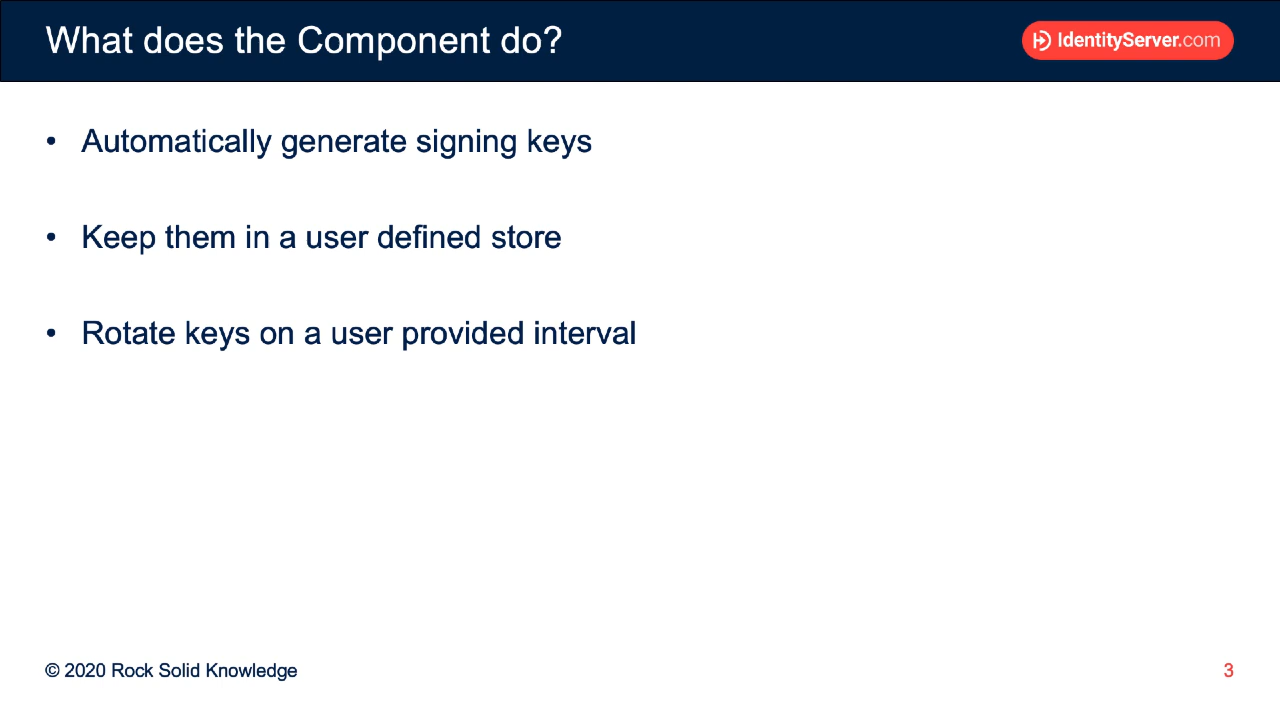 What does the Component do?
IdentityServer.com
• Automatically generate signing keys
• Keep them in a user defined store
• Rotate keys on a user provided interval
© 2020 Rock Solid Knowledge
3